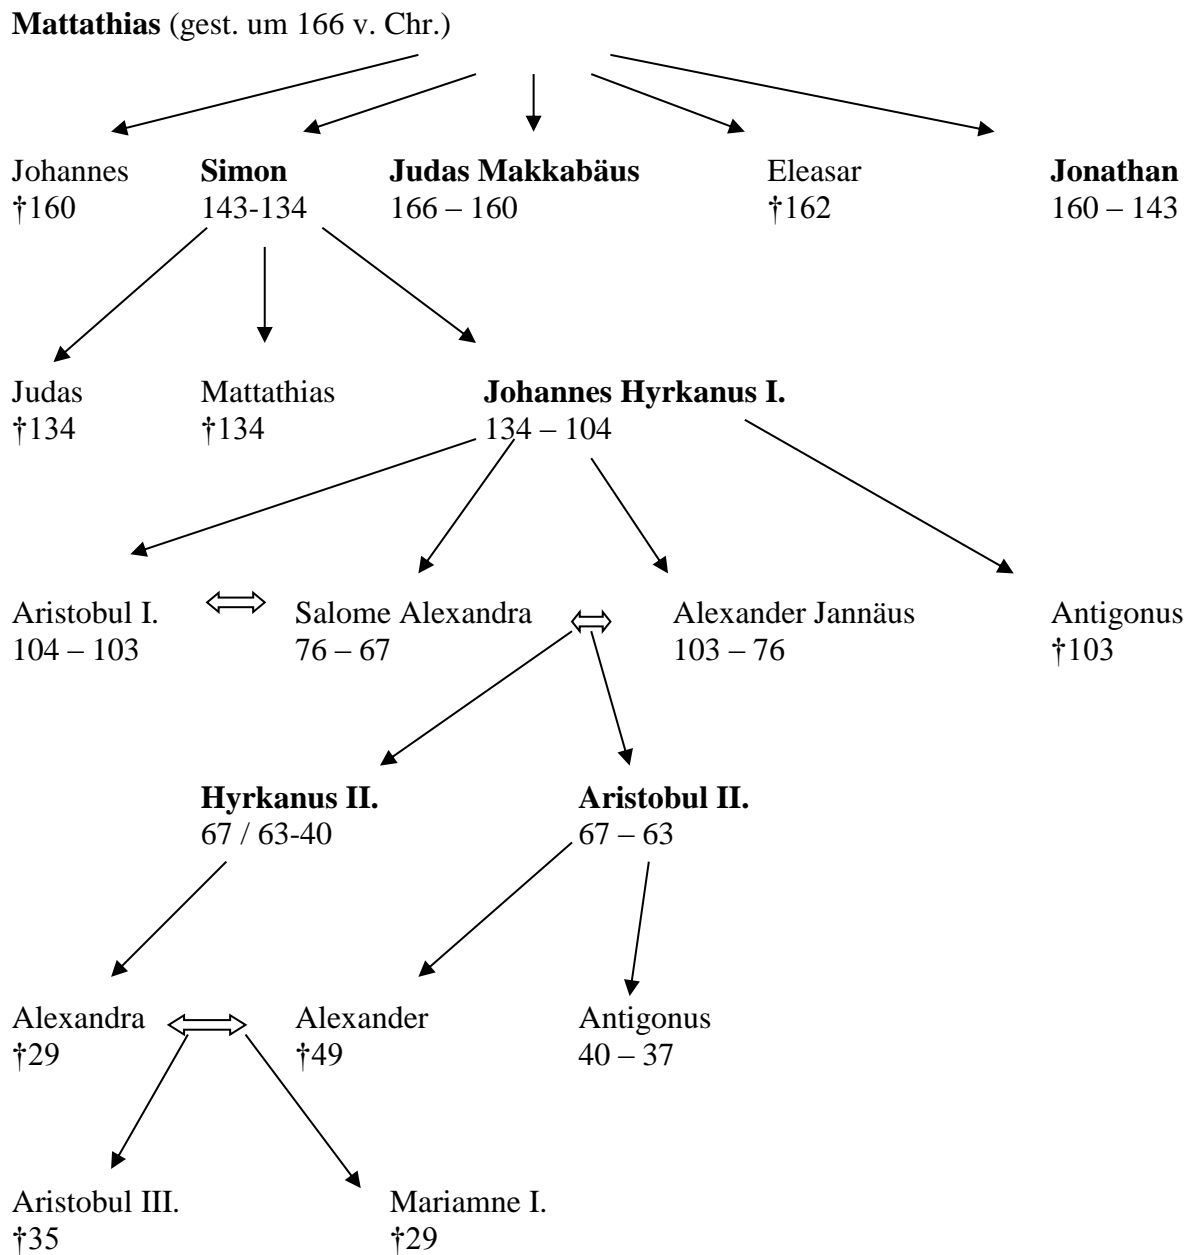 Mattathias (gest. um 166 v. Chr.)
Johannes Simon Judas Makkabäus Eleasar Jonathan
†160 143-134 166 – 160 †162 160 – 143
Judas Mattathias Johannes Hyrkanus I.
†134 †134 134 – 104
Aristobul I. Salome Alexandra Alexander Jannäus Antigonus
104 – 103 76 – 67 103 – 76 †103
Hyrkanus II. Aristobul II.
67 / 63-40 67 – 63
Alexandra Alexander Antigonus
†29 †49 40 – 37
Aristobul III. Mariamne I.
†35 †29